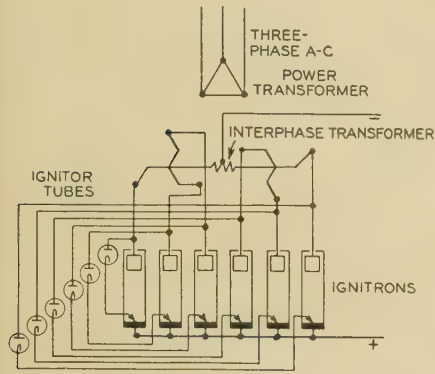 THREE-
PHASE A-C
POWER
TRANSFORMER
−
INTERPHASE TRANSFORMER
IGNITOR
TUBES
IGNITRONS
+